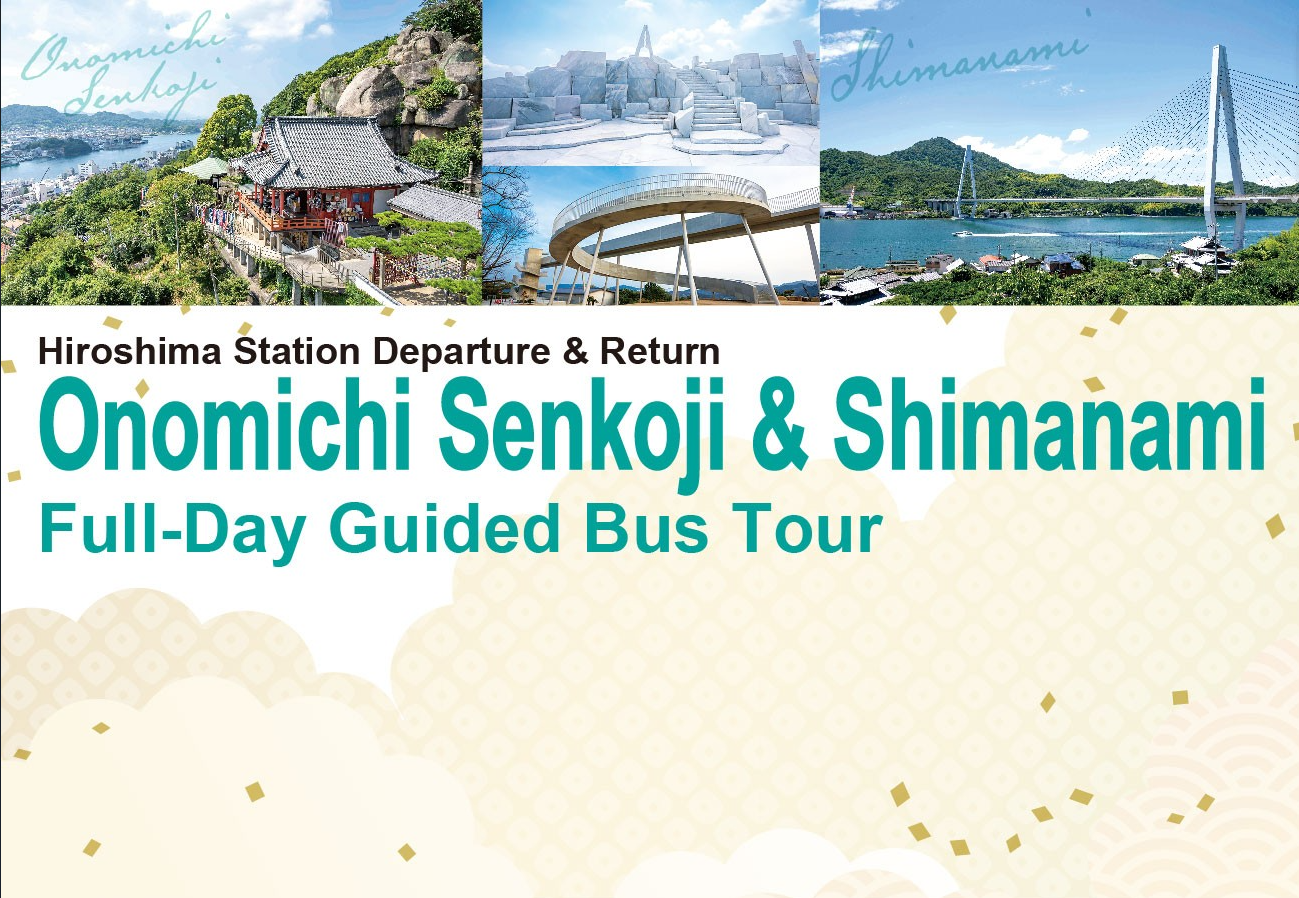 Onomichi
Senkoji
Shimanami
Hiroshima Station Departure & Return
Onomichi Senkoji & Shimanami
Full-Day Guided Bus Tour